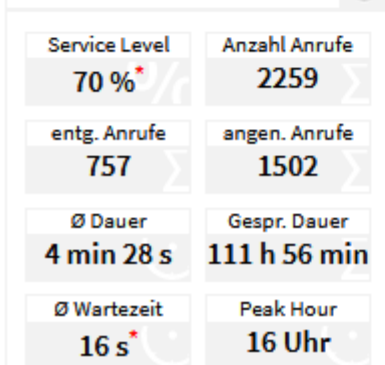 Service Level
Anzahl Anrufe
70 %*
2259
entg. Anrufe
angen. Anrufe
757
1502
Ø Dauer
Gespr. Dauer
4 min 28 s
111 h 56 min
Ø Wartezeit
Peak Hour
16 s*
16 Uhr